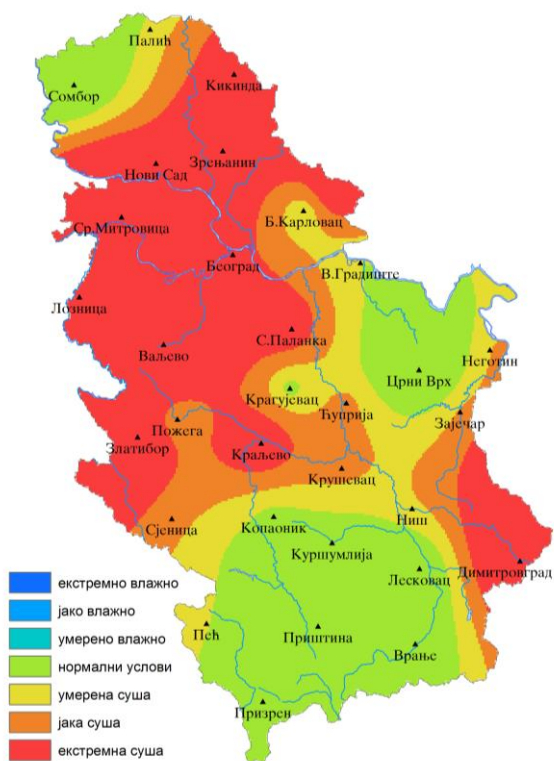 Палић
Сомбор
Кикинда
Зрењанин
Нови Сад
Б.Карловац
Ср.Митровица
Београд
В.Градиште
Лозница
С.Паланка
Ваљево
Неготин
Црни Врх
Крагујевац
Ћуприја
Зајечар
Пожега
Златибор
Краљево
Крушевац
Сјеница
Копаоник
Ниш
Куршумлија
Лесковац
Димитровград
Пећ
Приштина
Врање
Призрен
екстремно влажно
јако влажно
умерено влажно
нормални услови
умерена суша
јака суша
екстремна суша